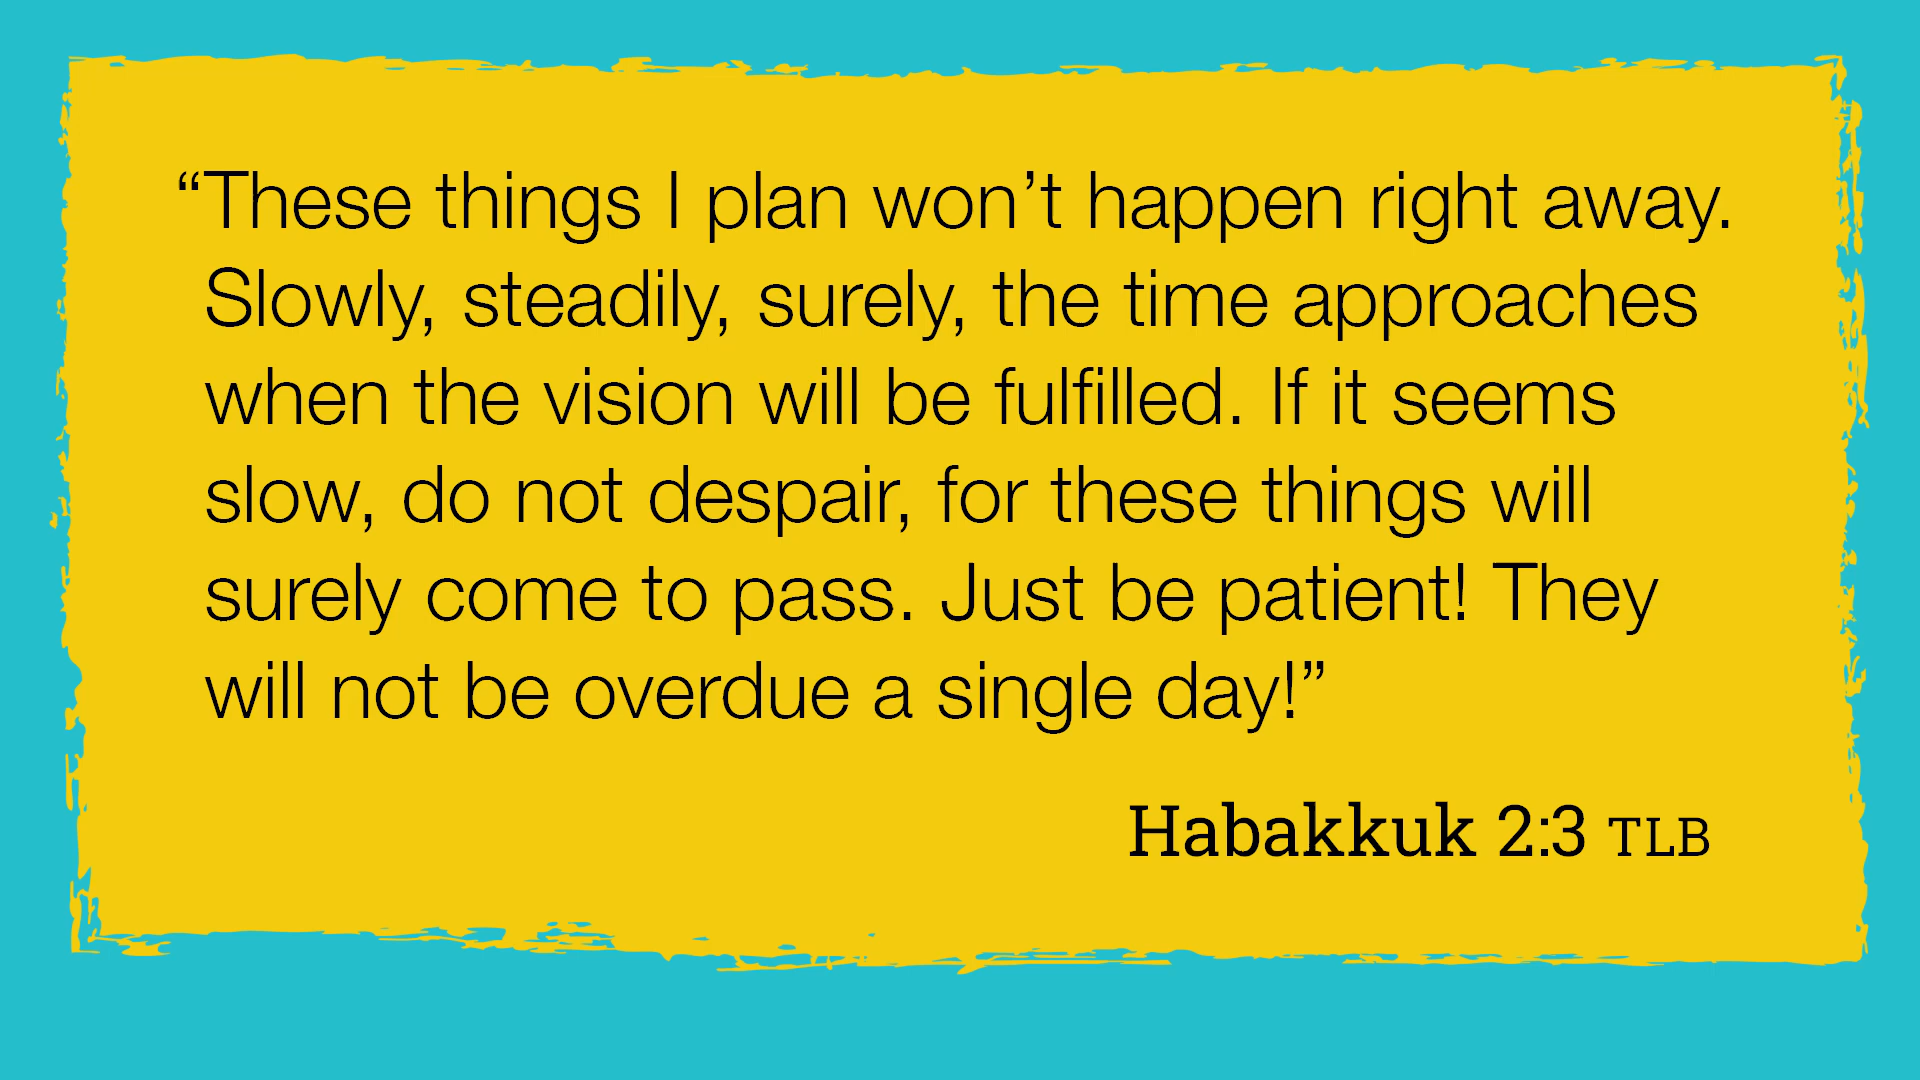 “These things I plan won’t happen right away.
Slowly, steadily, surely, the time approaches
when the vision will be fulfilled. If it seems
slow, do not despair, for these things will
surely come to pass. Just be patient! They
will not be overdue a single day!”
Habakkuk 2:3 TLB